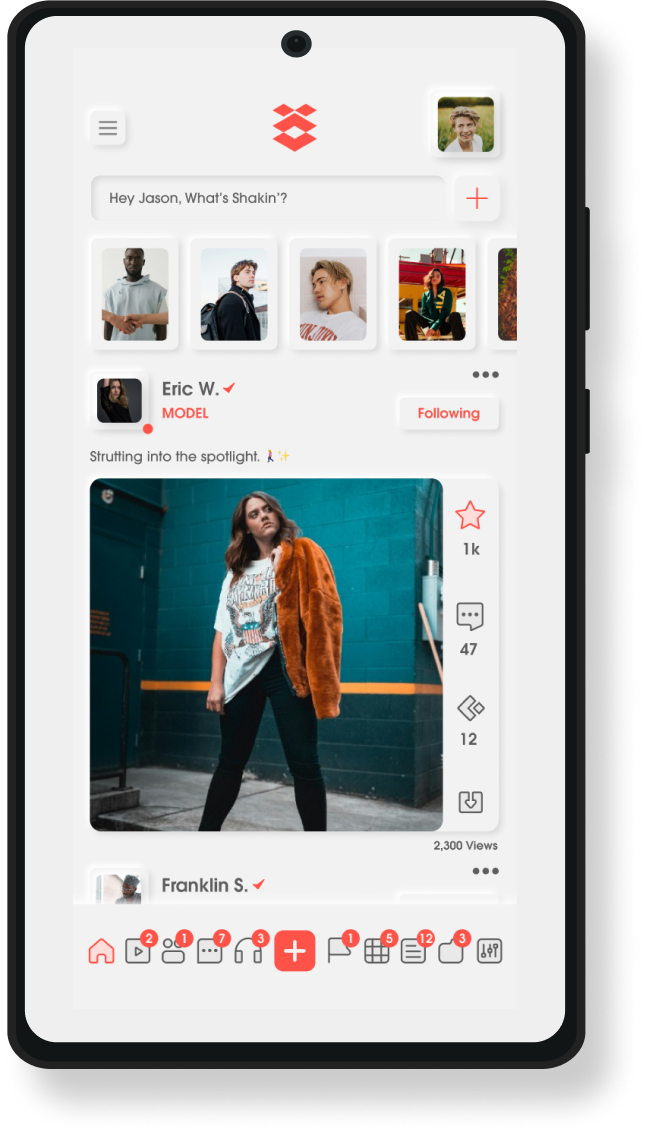 Hey Jason, What's Shakin'?
Eric W.
MODEL
Following
Strutting into the spotlight. 🚶✨
1k
47
12
2,300 Views
Franklin S.
2 1 7 3 1 5 12 3